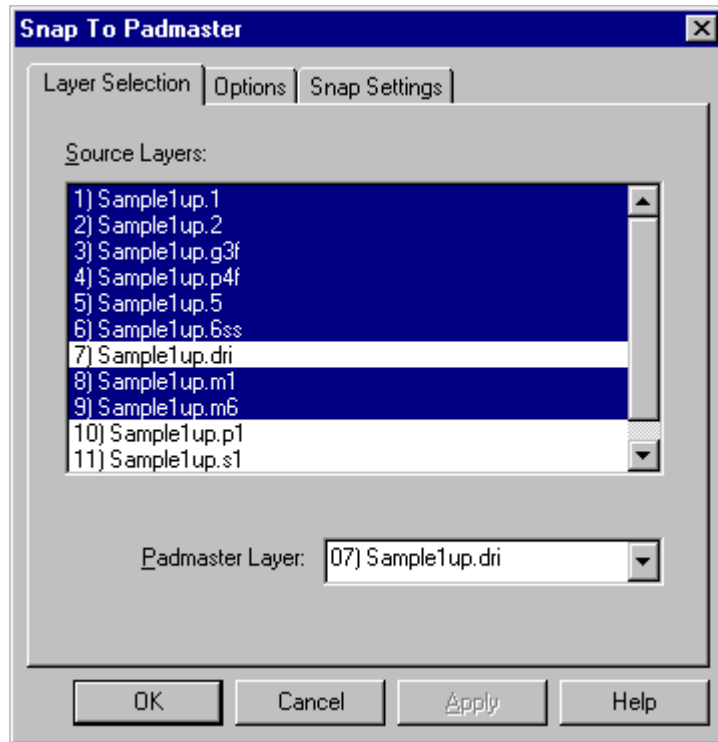 Snap To Padmaster
Layer Selection Options Snap Settings
Source Layers:
1) Sample1up.1
2) Sample1up.2
3) Sample1up.g3f
4) Sample1up.p4f
5) Sample1up.5
6) Sample1up.6ss
7) Sample1up.dri
8) Sample1up.m1
9) Sample1up.m6
10) Sample1up.p1
11) Sample1up.s1
Padmaster Layer: 07) Sample1up.dri
OK Cancel Apply Help